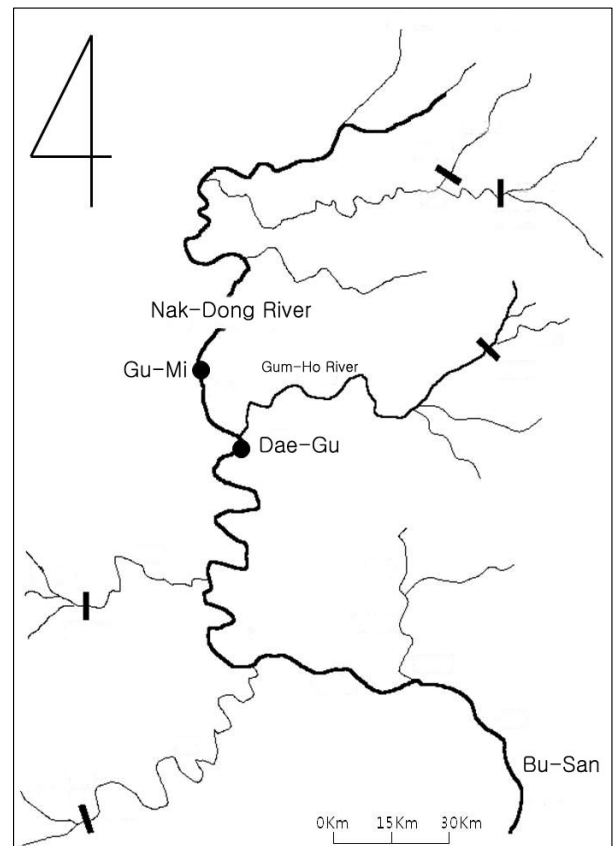 Nak-Dong River
Gu-Mi
Gum-Ho River
Dae-Gu
Bu-San
0Km 15Km 30Km